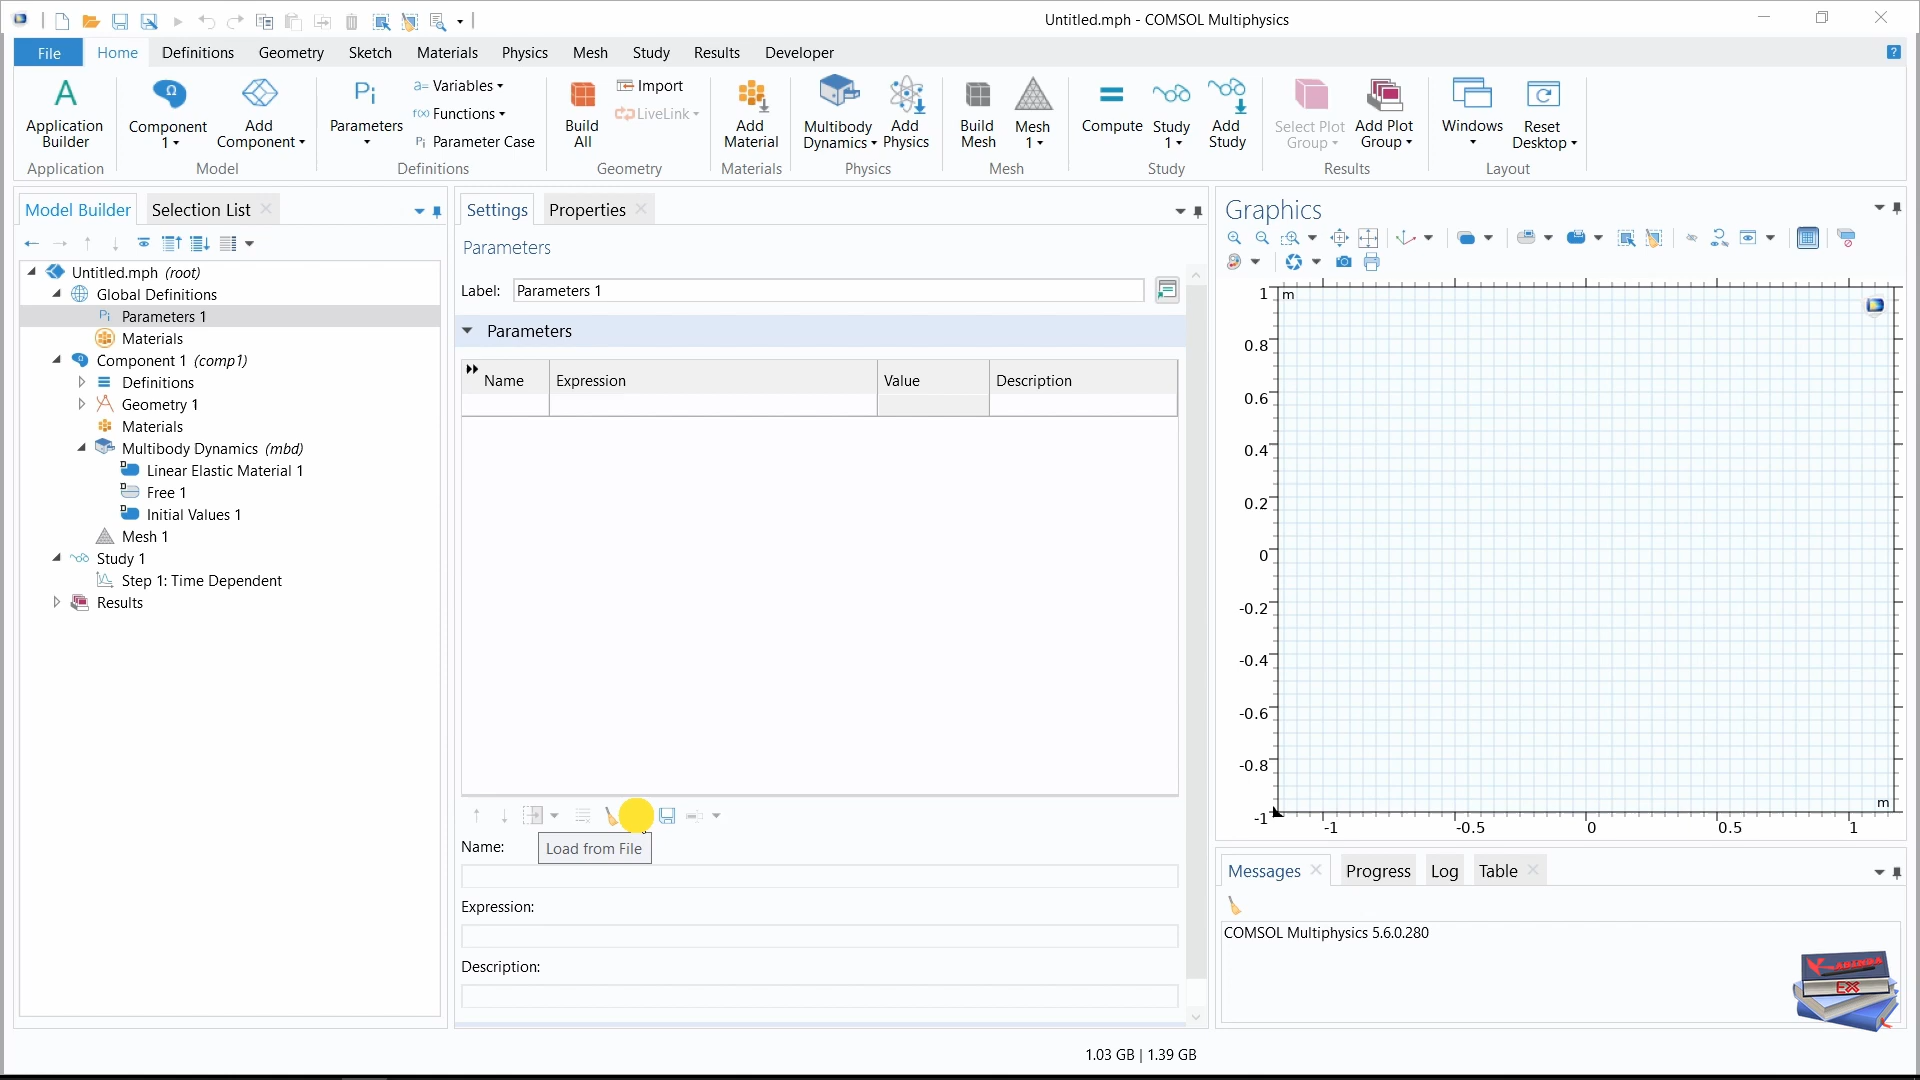 Untitled.mph - COMSOL Multiphysics
File Home Definitions Geometry Sketch Materials Physics Mesh Study Results Developer
Application Builder
Application
Component 1
Add Component
Model
Parameters
a= Variables
f(x) Functions
Pi Parameter Case
Definitions
Build All
Import
LiveLink
Geometry
Add Material
Materials
Multibody Dynamics
Add Physics
Physics
Build Mesh
Mesh 1
Mesh
Compute
Study 1
Add Study
Study
Select Plot Group
Add Plot Group
Results
Windows
Reset Desktop
Layout
Model Builder
Selection List
Untitled.mph (root)
Global Definitions
Pi Parameters 1
Materials
Component 1 (comp1)
Definitions
Geometry 1
Materials
Multibody Dynamics (mbd)
Linear Elastic Material 1
Free 1
Initial Values 1
Mesh 1
Study 1
Step 1: Time Dependent
Results
Settings
Properties
Parameters
Label: Parameters 1
Parameters
Name Expression Value Description
Load from File
Name:
Expression:
Description:
Graphics
1
m
0.8
0.6
0.4
0.2
0
-0.2
-0.4
-0.6
-0.8
m
-1
-1 -0.5 0 0.5 1
Messages Progress Log Table
COMSOL Multiphysics 5.6.0.280
EX
1.03 GB | 1.39 GB